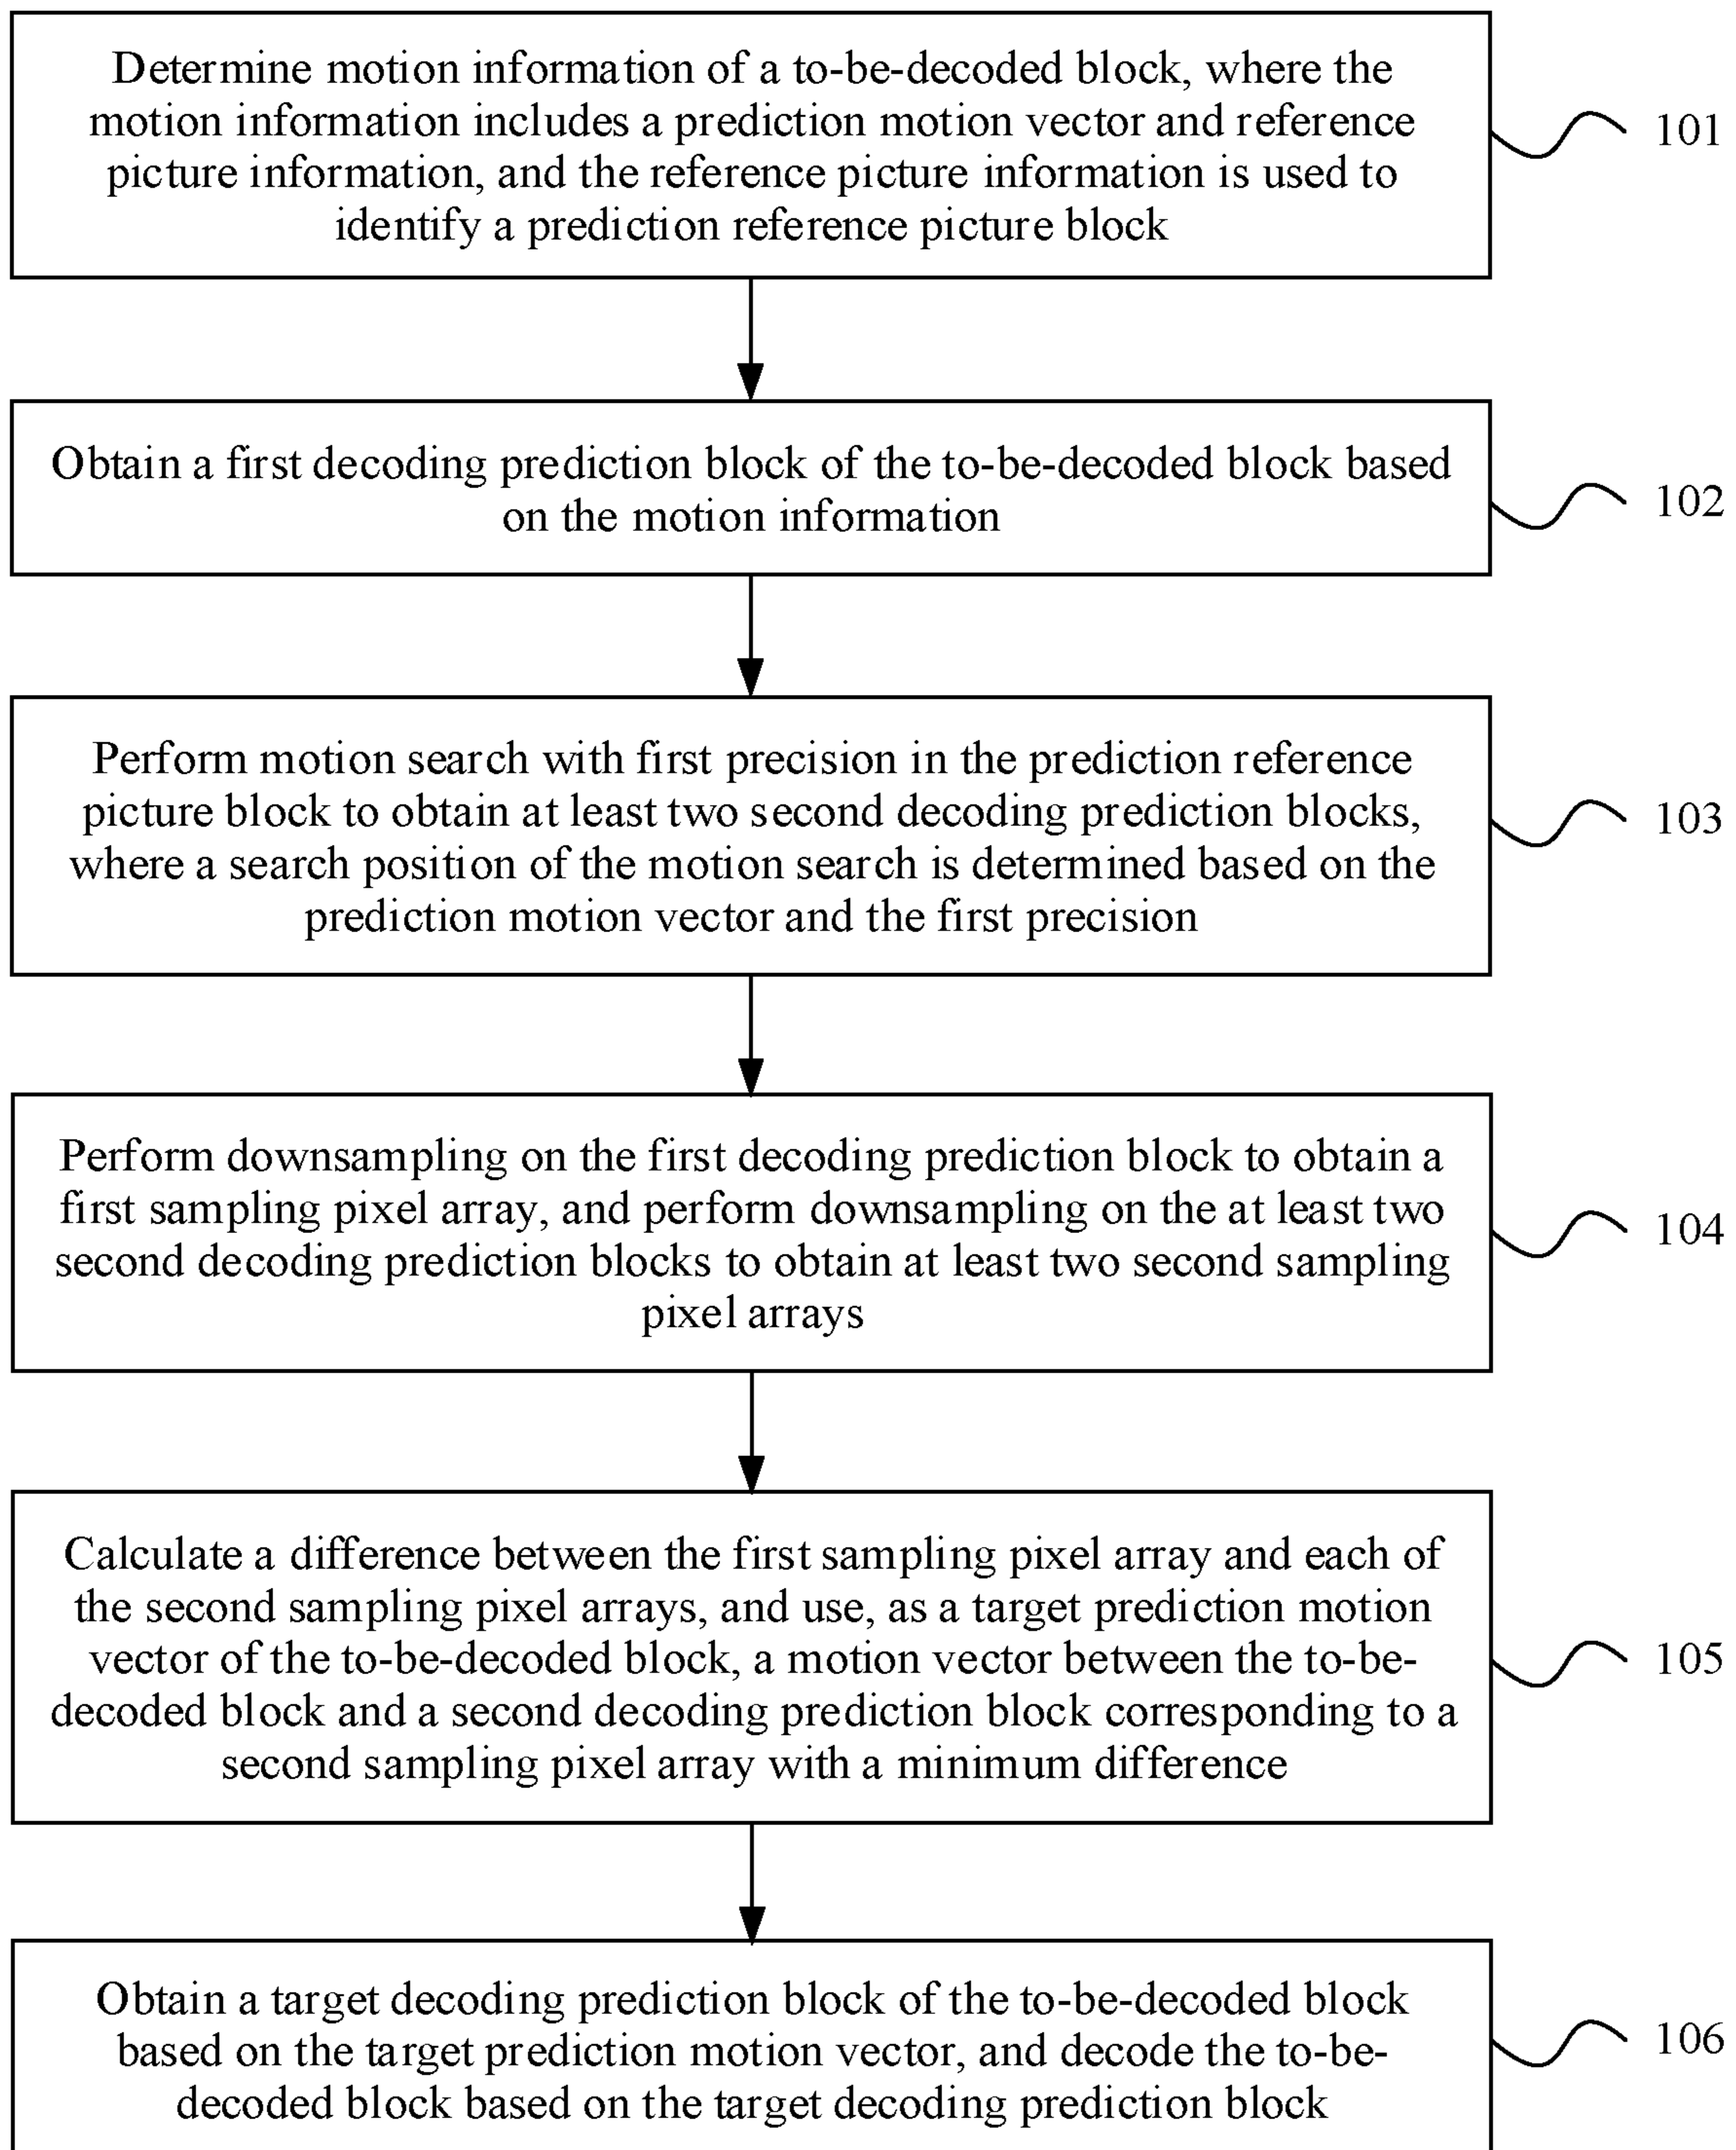 Determine motion information of a to-be-decoded block, where the
motion information includes a prediction motion vector and reference
picture information, and the reference picture information is used to
identify a prediction reference picture block
101
Obtain a first decoding prediction block of the to-be-decoded block based
on the motion information
102
Perform motion search with first precision in the prediction reference
picture block to obtain at least two second decoding prediction blocks,
where a search position of the motion search is determined based on the
prediction motion vector and the first precision
103
Perform downsampling on the first decoding prediction block to obtain a
first sampling pixel array, and perform downsampling on the at least two
second decoding prediction blocks to obtain at least two second sampling
pixel arrays
104
Calculate a difference between the first sampling pixel array and each of
the second sampling pixel arrays, and use, as a target prediction motion
vector of the to-be-decoded block, a motion vector between the to-be-
decoded block and a second decoding prediction block corresponding to a
second sampling pixel array with a minimum difference
105
Obtain a target decoding prediction block of the to-be-decoded block
based on the target prediction motion vector, and decode the to-be-
decoded block based on the target decoding prediction block
106